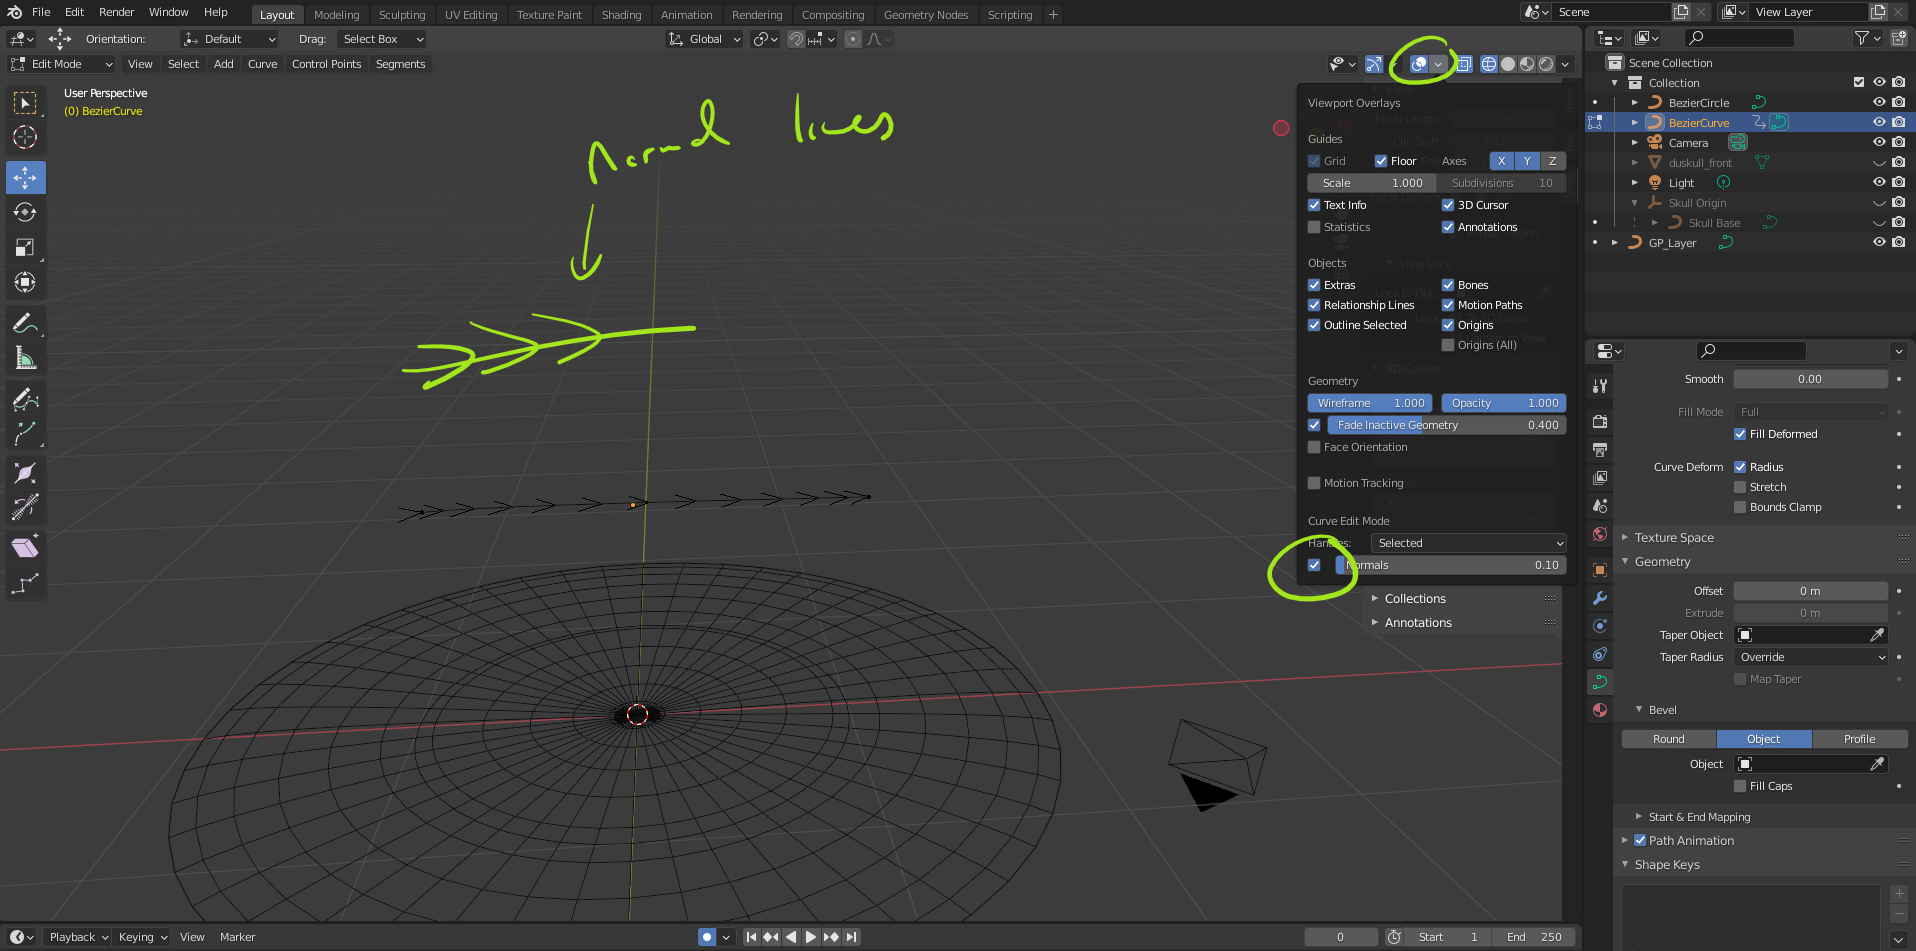 File Edit Render Window Help Layout Modeling Sculpting UV Editing Texture Paint Shading Animation Rendering Compositing Geometry Nodes Scripting + Scene View Layer
Orientation: Default Drag: Select Box Global
Edit Mode View Select Add Curve Control Points Segments
User Perspective
(0) BezierCurve
Normal lines
Viewport Overlays
Guides
Grid Floor Axes X Y Z
Scale 1.000 Subdivisions 10
Text Info 3D Cursor
Statistics Annotations
Objects
Extras Bones
Relationship Lines Motion Paths
Outline Selected Origins
Origins (All)
Geometry
Wireframe 1.000 Opacity 1.000
Fade Inactive Geometry 0.400
Face Orientation
Motion Tracking
Curve Edit Mode
Handles: Selected
Normals 0.10
Collections
Annotations
Scene Collection
Collection
BezierCircle
BezierCurve
Camera
duskull_front
Light
Skull Origin
Skull Base
GP_Layer
Smooth 0.00
Fill Mode Full
Fill Deformed
Curve Deform Radius
Stretch
Bounds Clamp
Texture Space
Geometry
Offset 0 m
Extrude 0 m
Taper Object
Taper Radius Override
Map Taper
Bevel
Round Object Profile
Object
Fill Caps
Start & End Mapping
Path Animation
Shape Keys
Playback Keying View Marker 0 Start 1 End 250